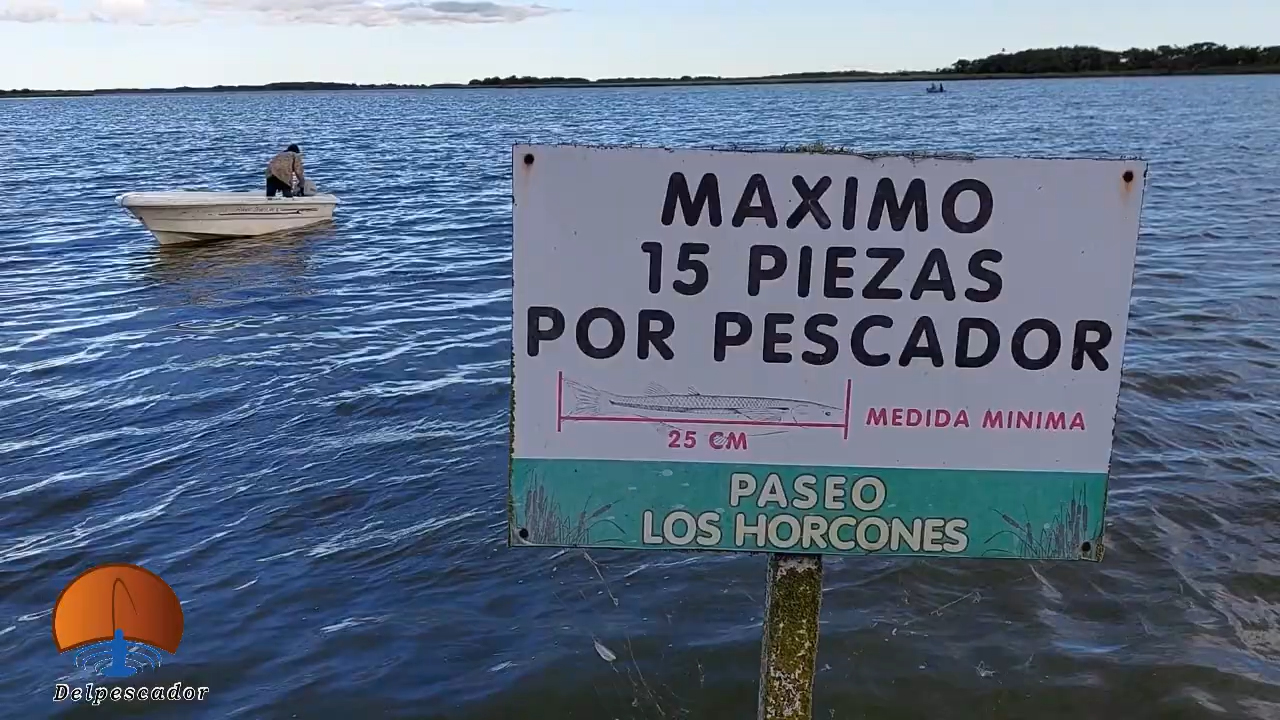 MAXIMO
15 PIEZAS
POR PESCADOR
25 CM
MEDIDA MINIMA
PASEO
LOS HORCONES
Delpescador